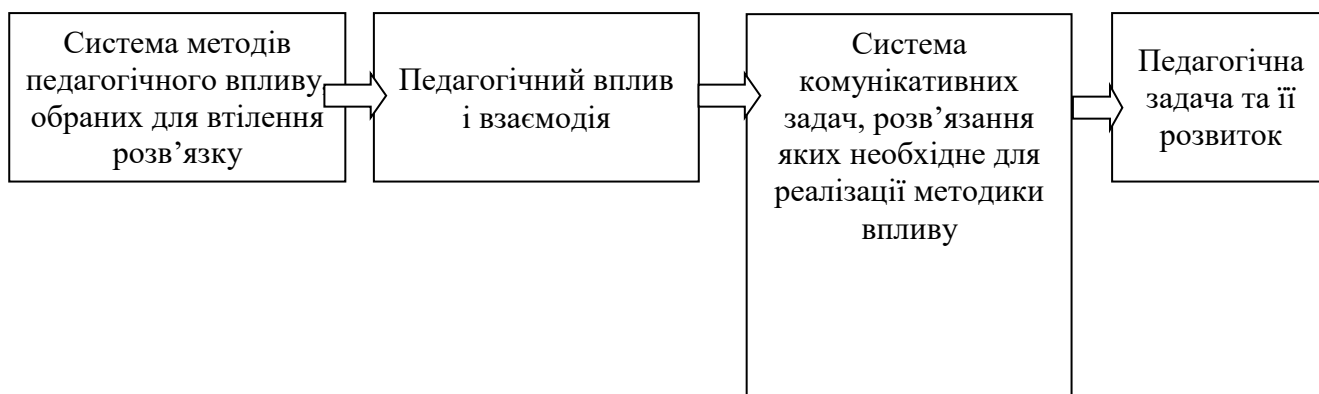 Система методів
педагогічного впливу,
обраних для втілення
розв’язку
Педагогічний вплив
і взаємодія
Система
комунікативних
задач, розв’язання
яких необхідне для
реалізації методики
впливу
Педагогічна
задача та її
розвиток